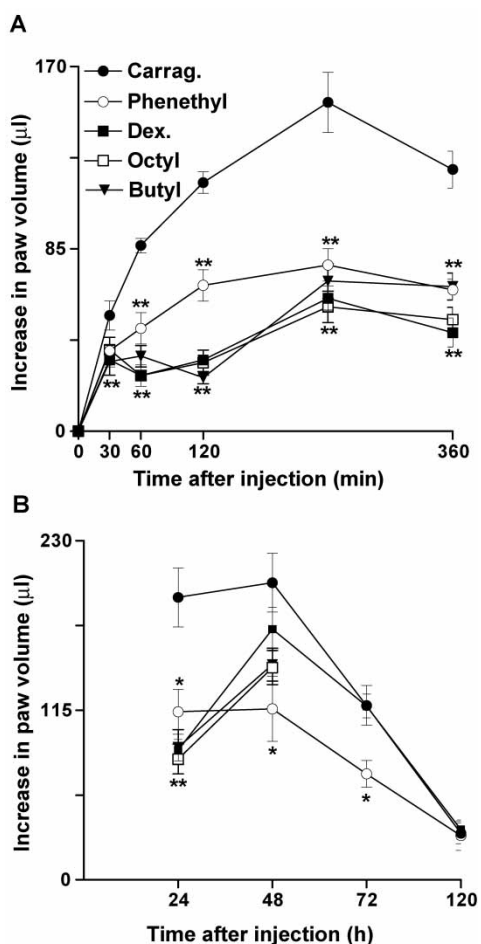 A
170
Carrag.
Phenethyl
Dex.
Octyl
Butyl
Increase in paw volume (µl)
85
0
** ** ** **
** ** ** ** **
0 30 60 120 360
Time after injection (min)
B
230
Increase in paw volume (µl)
115
0
*
** * *
24 48 72 120
Time after injection (h)